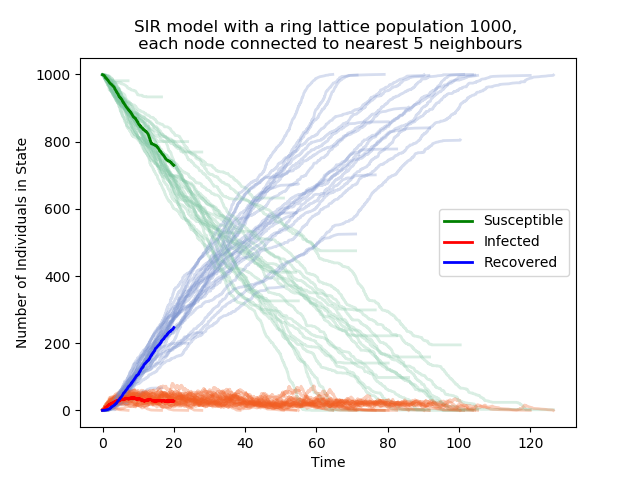 SIR model with a ring lattice population 1000,
each node connected to nearest 5 neighbours
Number of Individuals in State
1000
800
600
400
200
0
Susceptible
Infected
Recovered
0 20 40 60 80 100 120
Time